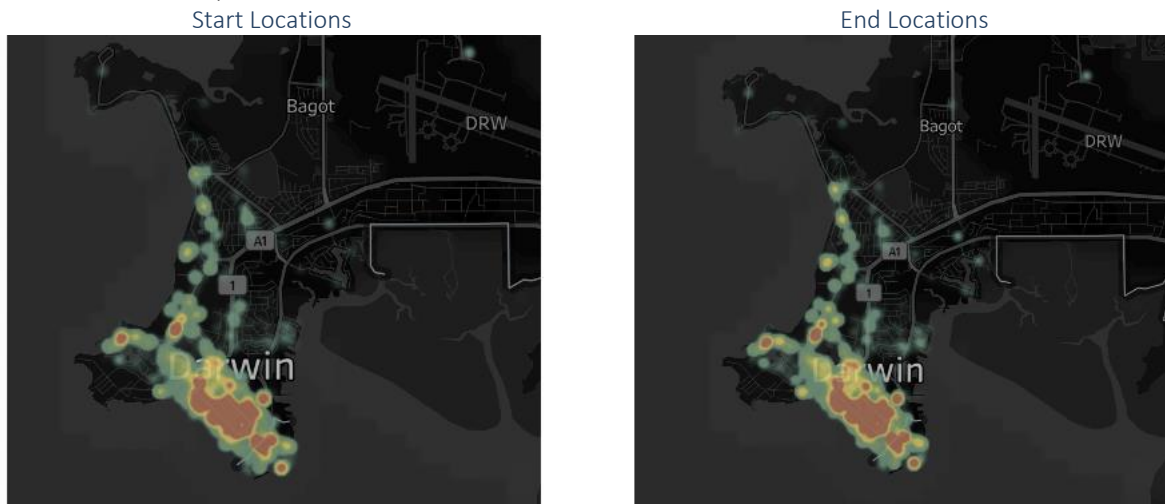 Start Locations
End Locations
Bagot
DRW
A1
1
Darwin
Bagot
DRW
A1
1
Darwin